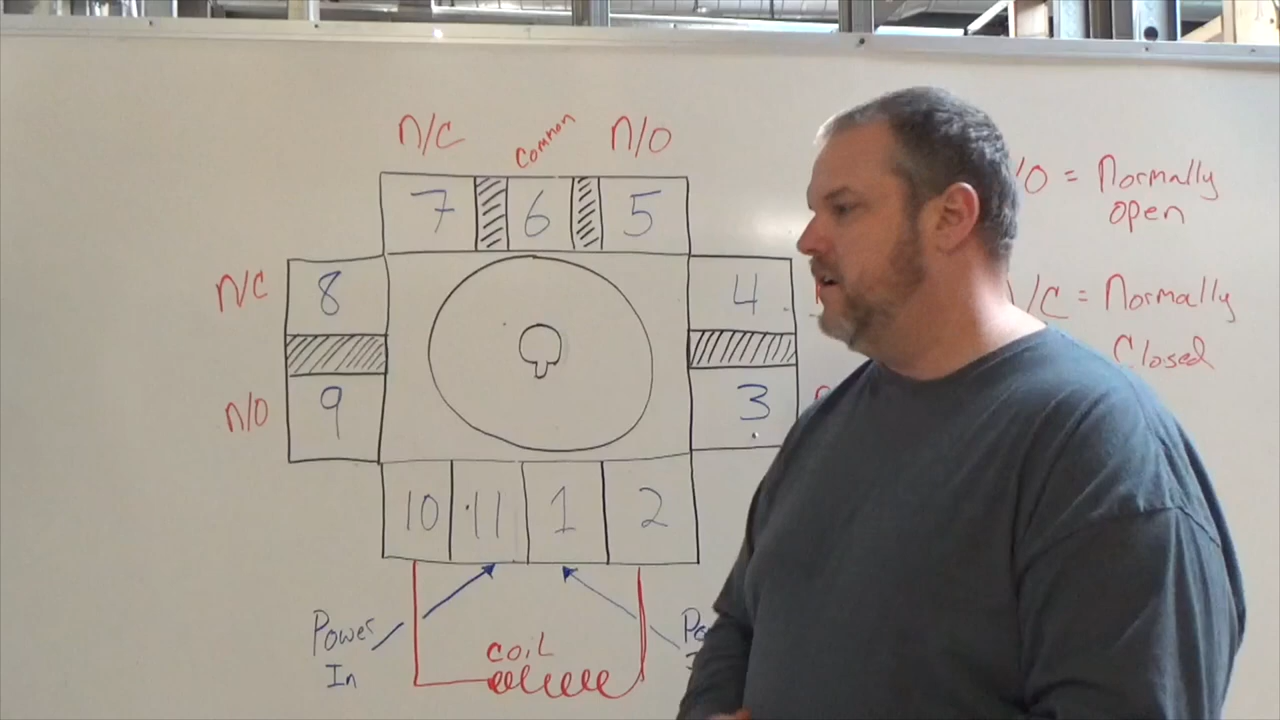 N/C
Common
N/O
7
6
5
N/C
8
4
N/O
9
3
10
11
1
2
Power
In
COIL
/O = Normally
open
/C = Normally
Closed